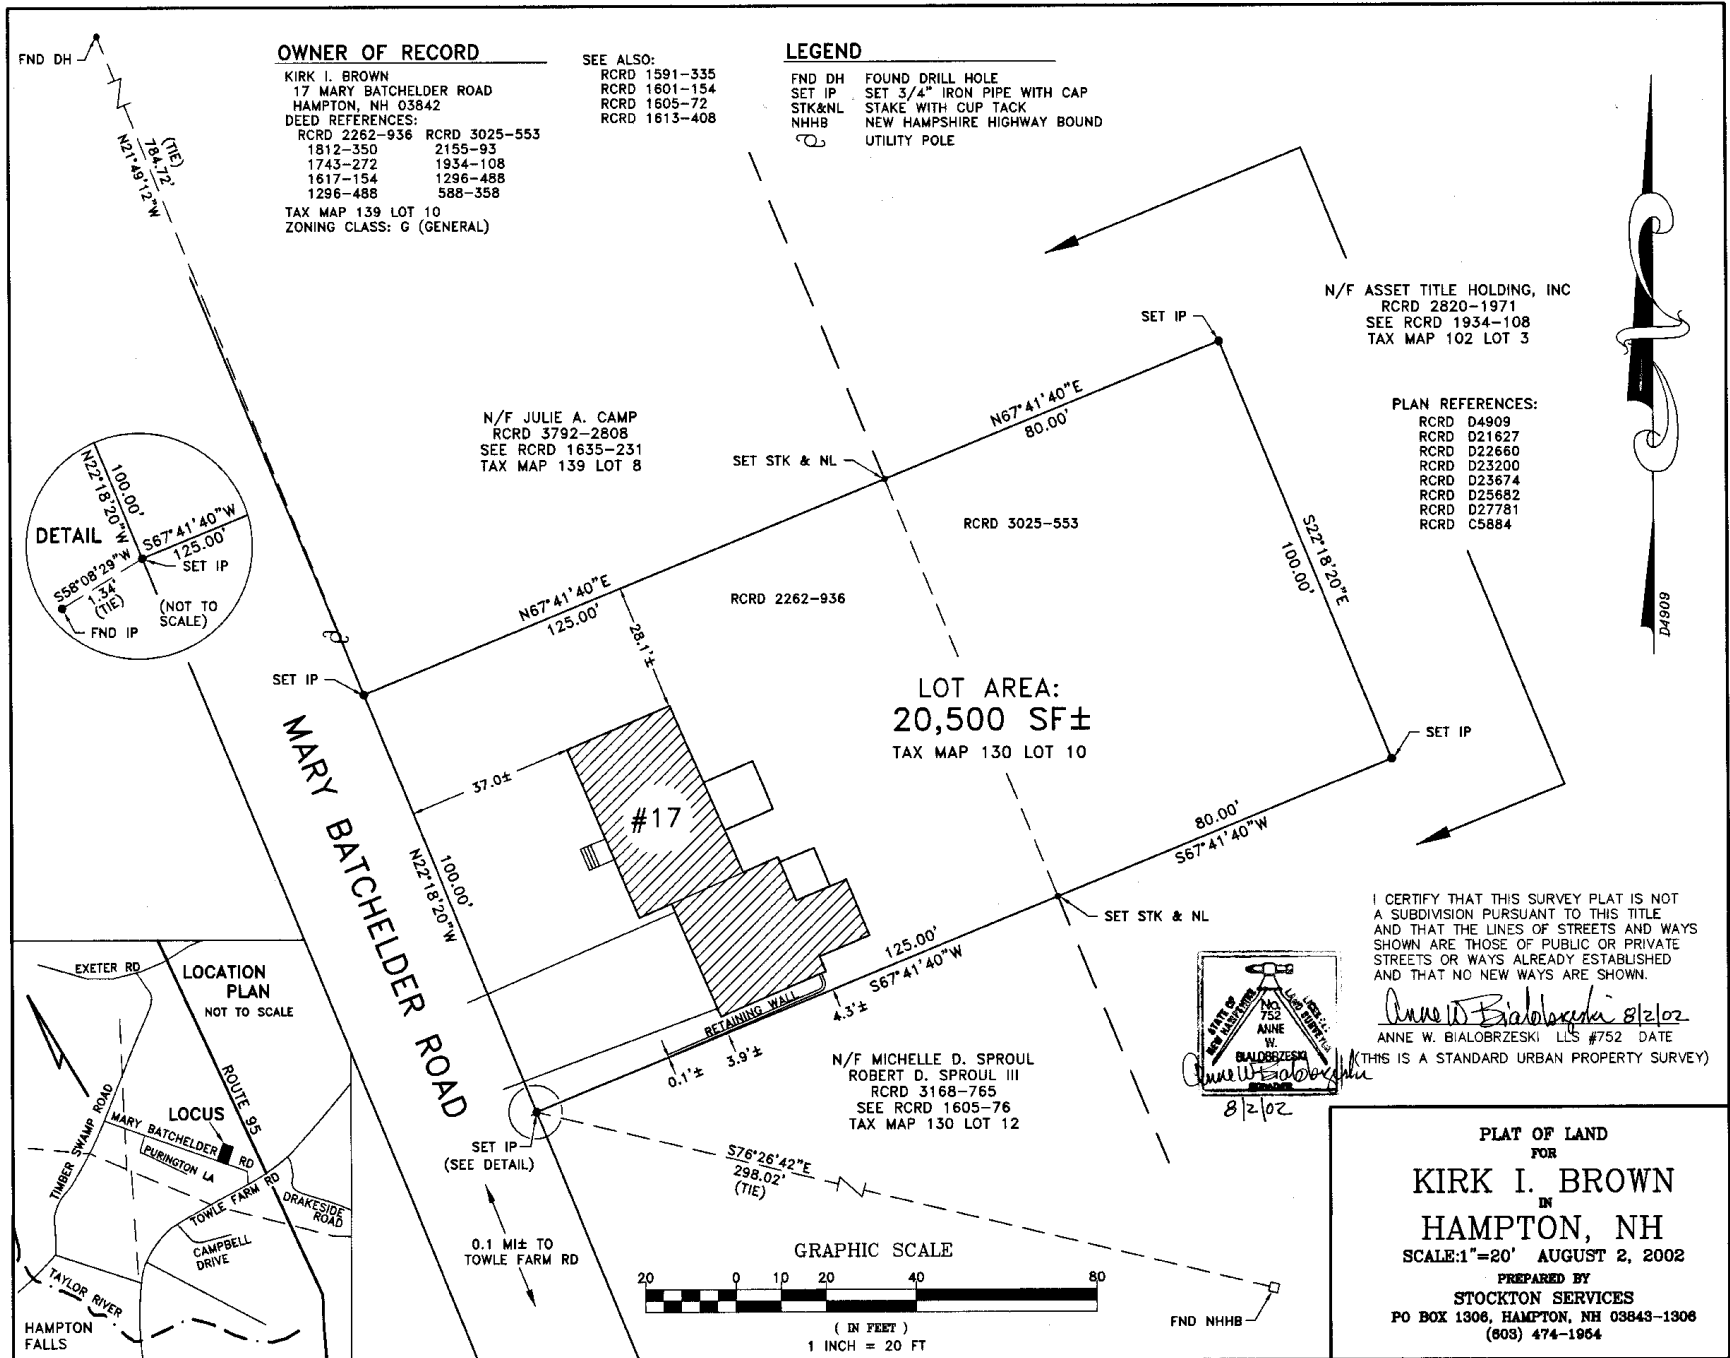 FND DH
(TIE)
784.72'
N21°49'12"W
OWNER OF RECORD
KIRK I. BROWN
17 MARY BATCHELDER ROAD
HAMPTON, NH 03842
DEED REFERENCES:
RCRD 2262-936 RCRD 3025-553
1812-350 2155-93
1743-272 1934-108
1617-154 1296-488
1296-488 588-358
TAX MAP 139 LOT 10
ZONING CLASS: G (GENERAL)
SEE ALSO:
RCRD 1591-335
RCRD 1601-154
RCRD 1605-72
RCRD 1613-408
LEGEND
FND DH FOUND DRILL HOLE
SET IP SET 3/4" IRON PIPE WITH CAP
STK&NL STAKE WITH CUP TACK
NHHB NEW HAMPSHIRE HIGHWAY BOUND
UTILITY POLE
N/F ASSET TITLE HOLDING, INC
RCRD 2820-1971
SEE RCRD 1934-108
TAX MAP 102 LOT 3
PLAN REFERENCES:
RCRD D4909
RCRD D21627
RCRD D22660
RCRD D23200
RCRD D23674
RCRD D25682
RCRD D27781
RCRD C5884
D4909
SET IP
N67°41'40"E
80.00'
N/F JULIE A. CAMP
RCRD 3792-2808
SEE RCRD 1635-231
TAX MAP 139 LOT 8
SET STK & NL
RCRD 3025-553
S22°18'20"E
100.00'
DETAIL
N22°18'20"W
100.00'
S67°41'40"W
125.00'
SET IP
S58°08'29"W
1.34'
(TIE)
(NOT TO
SCALE)
FND IP
N67°41'40"E
125.00'
RCRD 2262-936
28.1'±
SET IP
LOT AREA:
20,500 SF±
TAX MAP 130 LOT 10
SET IP
37.0±
#17
MARY BATCHELDER ROAD
100.00'
N22°18'20"W
80.00'
S67°41'40"W
SET STK & NL
125.00'
S67°41'40"W
RETAINING WALL
4.3'±
3.9'±
0.1'±
N/F MICHELLE D. SPROUL
ROBERT D. SPROUL III
RCRD 3168-765
SEE RCRD 1605-76
TAX MAP 130 LOT 12
SET IP
(SEE DETAIL)
S76°26'42"E
298.02'
(TIE)
0.1 MI± TO
TOWLE FARM RD
FND NHHB
GRAPHIC SCALE
20 0 10 20 40 80
( IN FEET )
1 INCH = 20 FT
LOCATION
PLAN
NOT TO SCALE
EXETER RD
ROUTE 95
LOCUS
MARY BATCHELDER RD
PURINGTON LA
TIMBER SWAMP ROAD
TOWLE FARM RD
DRAKESIDE
ROAD
CAMPBELL
DRIVE
TAYLOR RIVER
HAMPTON
FALLS
I CERTIFY THAT THIS SURVEY PLAT IS NOT
A SUBDIVISION PURSUANT TO THIS TITLE
AND THAT THE LINES OF STREETS AND WAYS
SHOWN ARE THOSE OF PUBLIC OR PRIVATE
STREETS OR WAYS ALREADY ESTABLISHED
AND THAT NO NEW WAYS ARE SHOWN.
Anne W Bialobrzeski 8/2/02
ANNE W. BIALOBRZESKI LLS #752 DATE
(THIS IS A STANDARD URBAN PROPERTY SURVEY)
STATE OF
NEW HAMPSHIRE
LAND SURVEYOR
No.
752
ANNE
W.
BIALOBRZESKI
Anne W Bialobrzeski
8/2/02
PLAT OF LAND
FOR
KIRK I. BROWN
IN
HAMPTON, NH
SCALE:1"=20' AUGUST 2, 2002
PREPARED BY
STOCKTON SERVICES
PO BOX 1306, HAMPTON, NH 03843-1306
(603) 474-1964